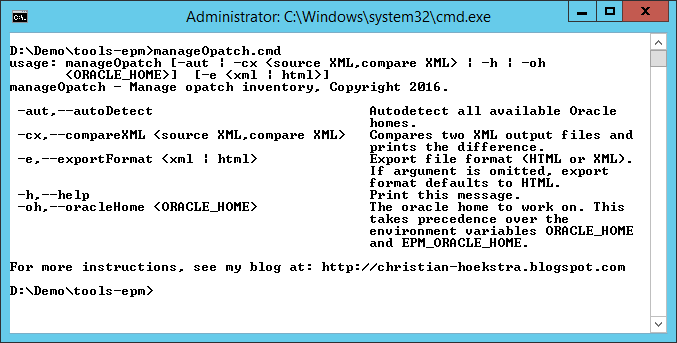 Administrator: C:\Windows\system32\cmd.exe
D:\Demo\tools-epm>manageOpatch.cmd
usage: manageOpatch [-aut ¦ -cx <source XML,compare XML> ¦ -h ¦ -oh
<ORACLE_HOME>]  [-e <xml ¦ html>]
manageOpatch - Manage opatch inventory, Copyright 2016.
-aut,--autoDetect Autodetect all available Oracle
homes.
-cx,--compareXML <source XML,compare XML> Compares two XML output files and
prints the difference.
-e,--exportFormat <xml ¦ html> Export file format (HTML or XML).
If argument is omitted, export
format defaults to HTML.
-h,--help Print this message.
-oh,--oracleHome <ORACLE_HOME> The oracle home to work on. This
takes precedence over the
environment variables ORACLE_HOME
and EPM_ORACLE_HOME.
For more instructions, see my blog at: http://christian-hoekstra.blogspot.com
D:\Demo\tools-epm>